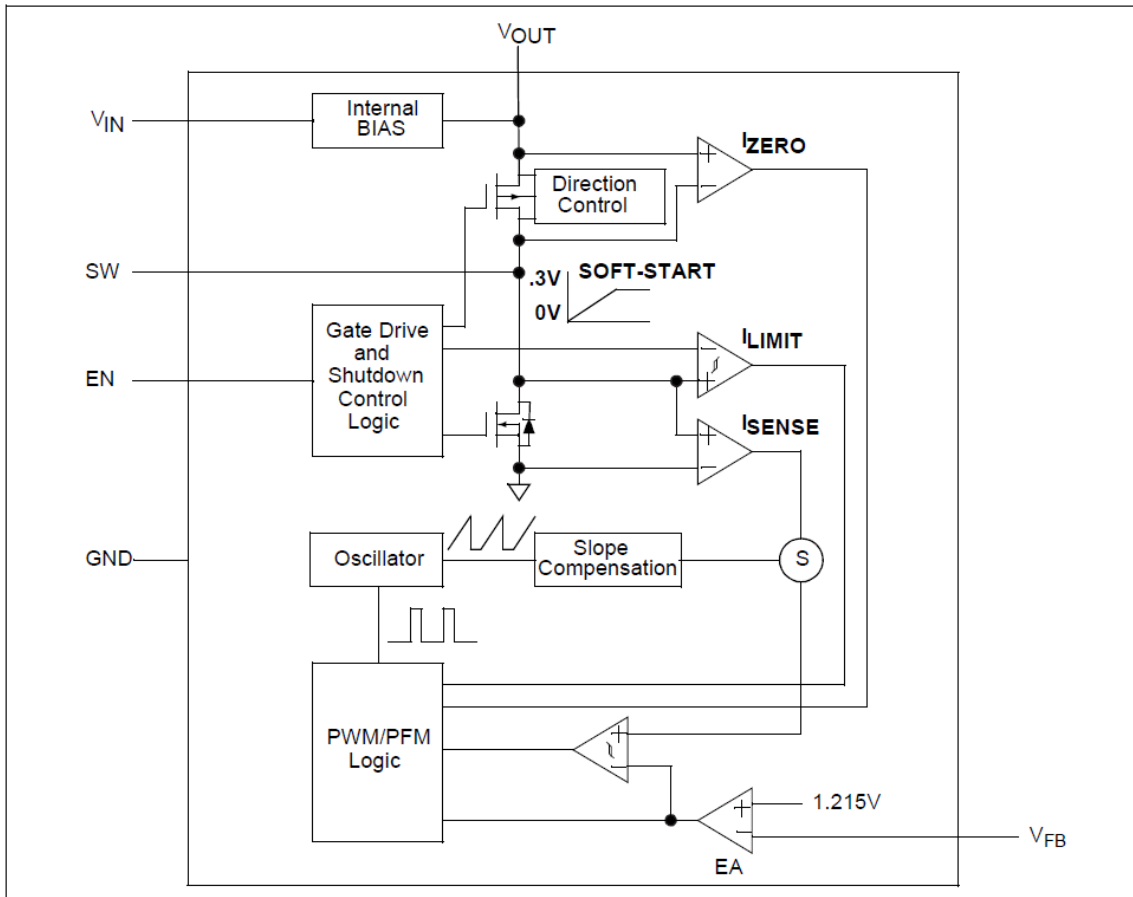 VOUT
VIN
Internal
BIAS
IZERO
+
−
Direction
Control
SW
.3V
SOFT-START
0V
Gate Drive
and
Shutdown
Control
Logic
ILIMIT
−
+
EN
ISENSE
+
−
GND
Oscillator
Slope
Compensation
S
PWM/PFM
Logic
+
−
+
1.215V
−
VFB
EA